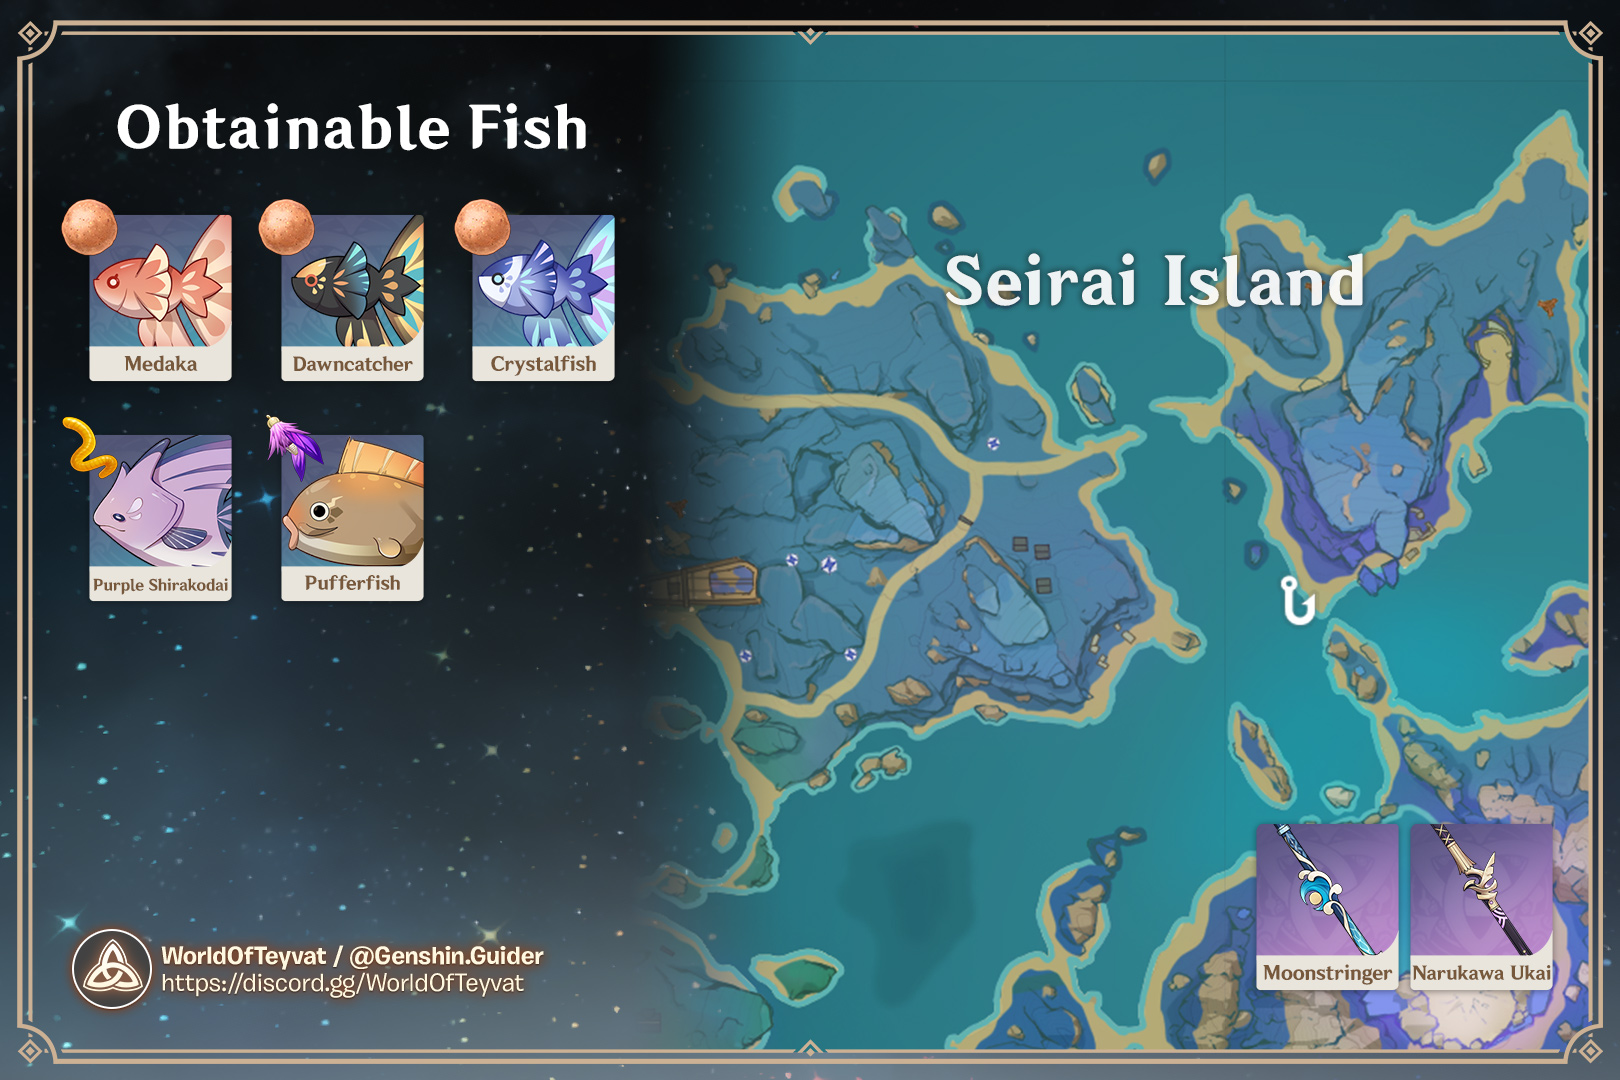 Obtainable Fish
Medaka
Dawncatcher
Crystalfish
Purple Shirakodai
Pufferfish
Seirai Island
Moonstringer
Narukawa Ukai
WorldOfTeyvat / @Genshin.Guider
https://discord.gg/WorldOfTeyvat